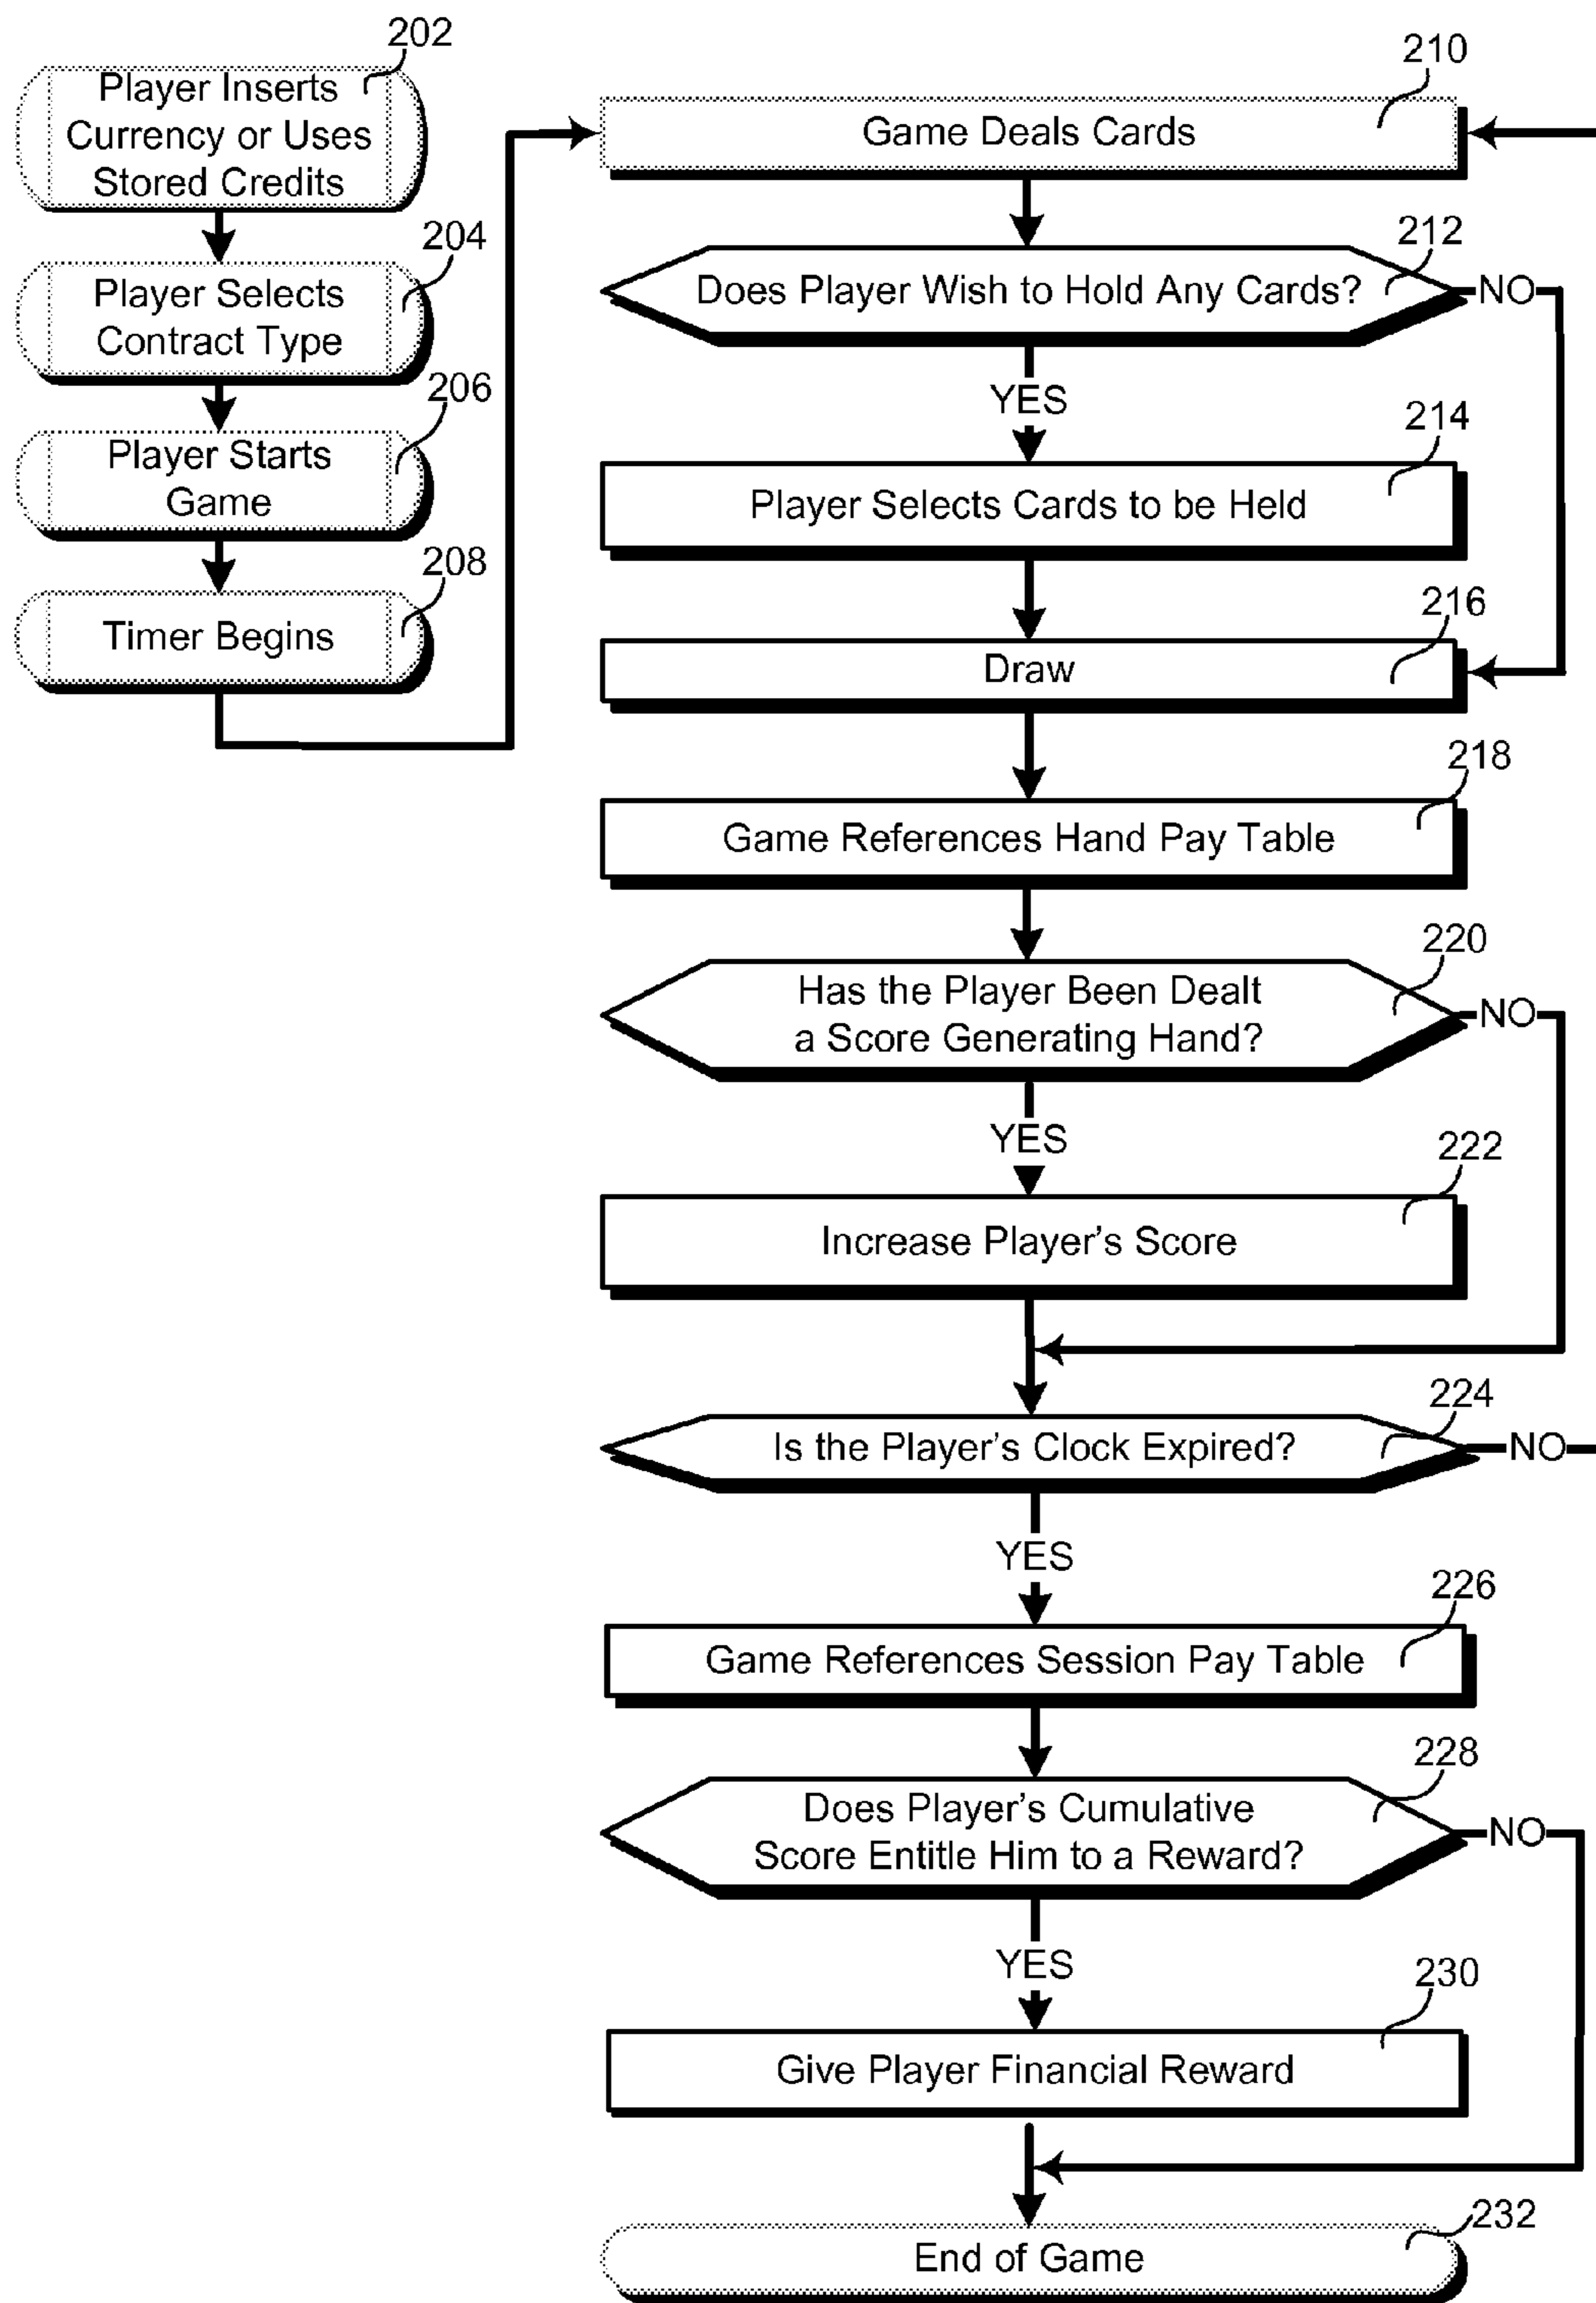 202
Player Inserts
Currency or Uses
Stored Credits
204
Player Selects
Contract Type
206
Player Starts
Game
208
Timer Begins
210
Game Deals Cards
212
Does Player Wish to Hold Any Cards?
NO
YES
214
Player Selects Cards to be Held
216
Draw
218
Game References Hand Pay Table
220
Has the Player Been Dealt
a Score Generating Hand?
NO
YES
222
Increase Player's Score
224
Is the Player's Clock Expired?
NO
YES
226
Game References Session Pay Table
228
Does Player's Cumulative
Score Entitle Him to a Reward?
NO
YES
230
Give Player Financial Reward
232
End of Game